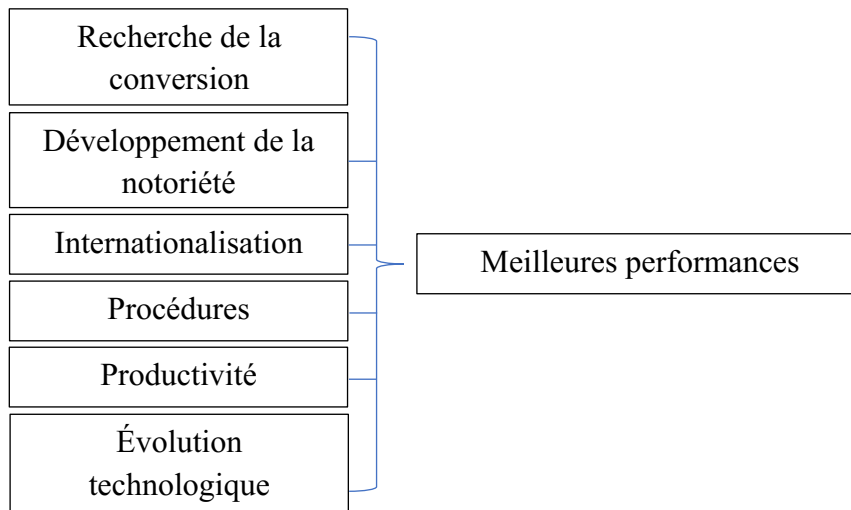 Recherche de la
conversion
Développement de la
notoriété
Internationalisation
Procédures
Productivité
Évolution
technologique
Meilleures performances